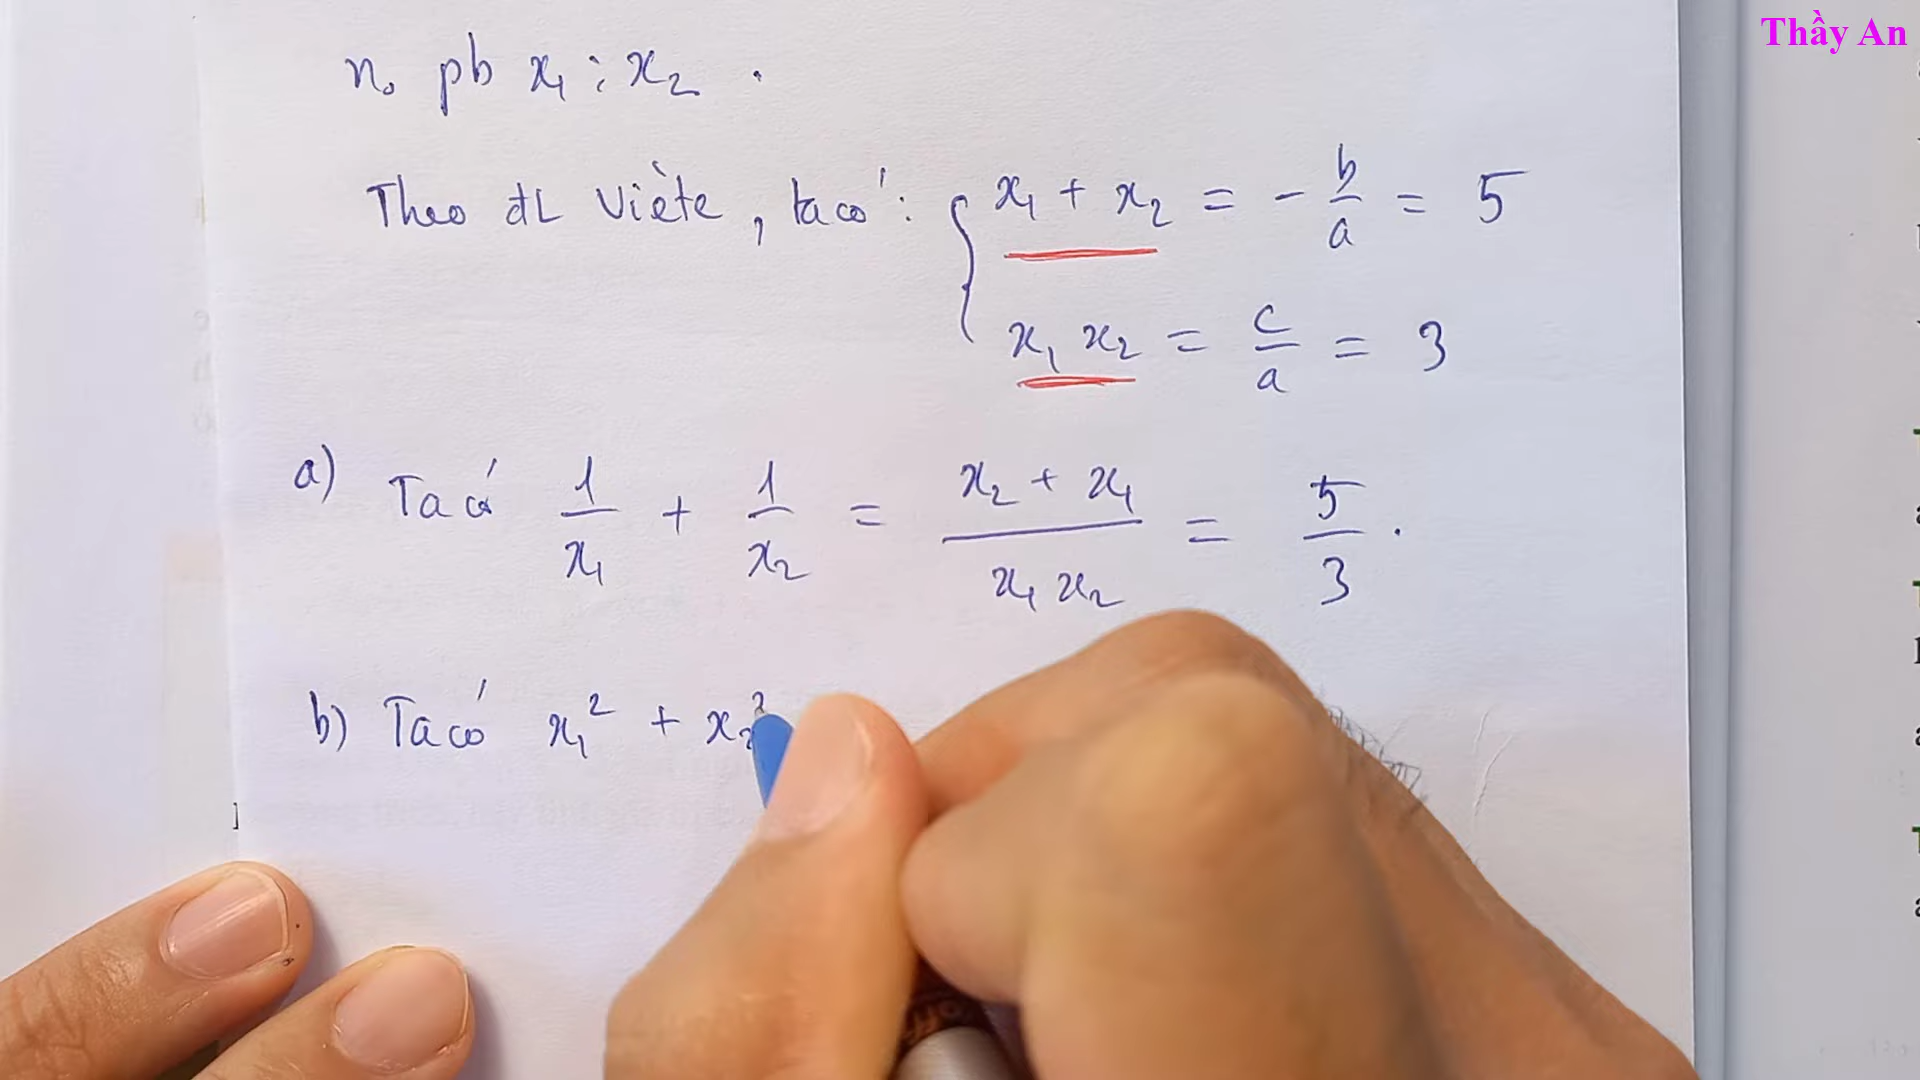 Thầy An
n₀ pb x₁ ; x₂ .
Theo đL Viète , ta có : { x₁ + x₂ = - b/a = 5
x₁ x₂ = c/a = 3
a) Ta có 1/x₁ + 1/x₂ = (x₂ + x₁)/(x₁ x₂) = 5/3 .
b) Ta có x₁² + x₂²